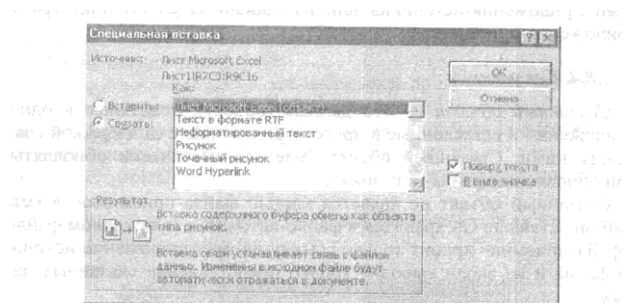 Специальная вставка
Источник: Лист Microsoft Excel
Лист1!R7C3:R9C16
Как:
Вставить:
Связать:
Лист Microsoft Excel (объект)
Текст в формате RTF
Неформатированный текст
Рисунок
Точечный рисунок
Word Hyperlink
ОК
Отмена
Поверх текста
В виде значка
Результат
Вставка содержимого буфера обмена как объекта
типа рисунок.
Вставка связи устанавливает связь с файлом
данных. Изменения в исходном файле будут
автоматически отражаться в документе.